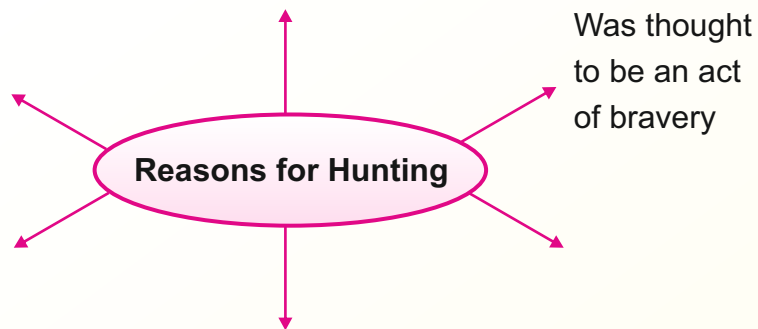 Was thought
to be an act
of bravery
Reasons for Hunting